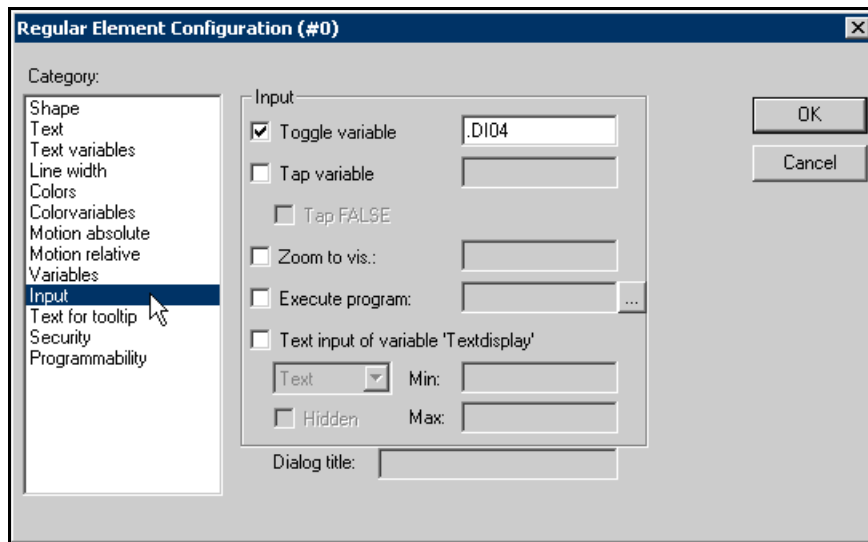 Regular Element Configuration (#0)
Category:
Shape
Text
Text variables
Line width
Colors
Colorvariables
Motion absolute
Motion relative
Variables
Input
Text for tooltip
Security
Programmability
Input
Toggle variable .DI04
Tap variable
Tap FALSE
Zoom to vis.:
Execute program: ...
Text input of variable 'Textdisplay'
Text Min:
Hidden Max:
Dialog title:
OK
Cancel